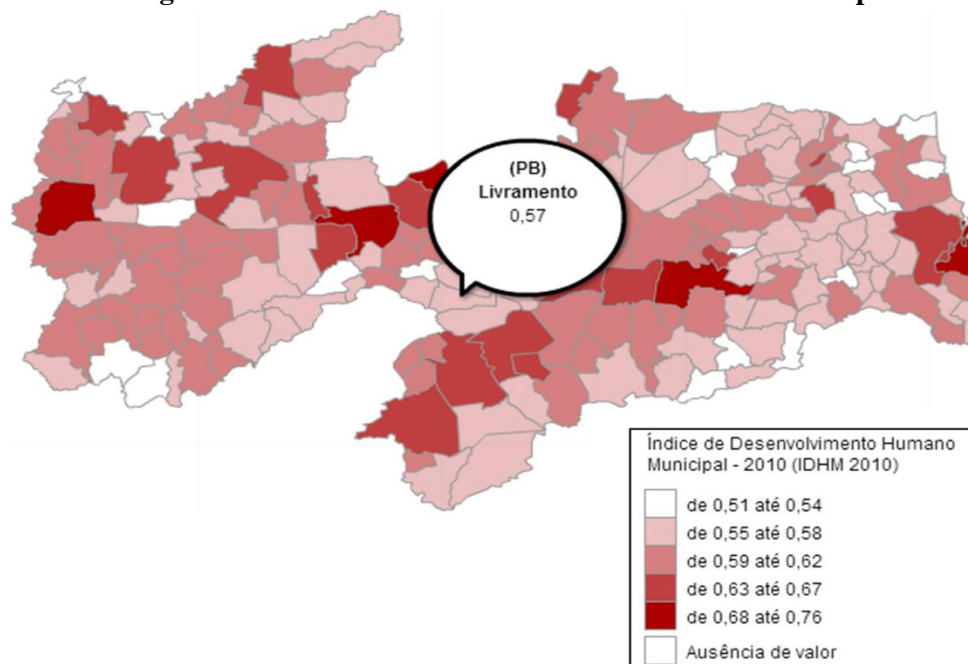 (PB)
Livramento
0,57
Índice de Desenvolvimento Humano
Municipal - 2010 (IDHM 2010)
de 0,51 até 0,54
de 0,55 até 0,58
de 0,59 até 0,62
de 0,63 até 0,67
de 0,68 até 0,76
Ausência de valor